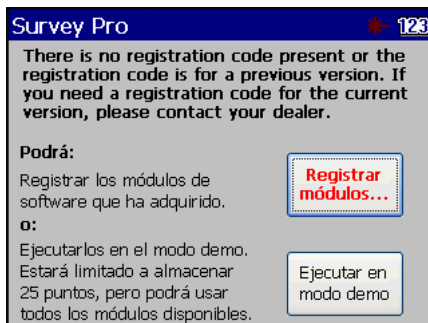 Survey Pro 123
There is no registration code present or the
registration code is for a previous version. If
you need a registration code for the current
version, please contact your dealer.
Podrá:
Registrar los módulos de
software que ha adquirido.
Registrar
módulos...
o:
Ejecutarlos en el modo demo.
Estará limitado a almacenar
25 puntos, pero podrá usar
todos los módulos disponibles.
Ejecutar en
modo demo